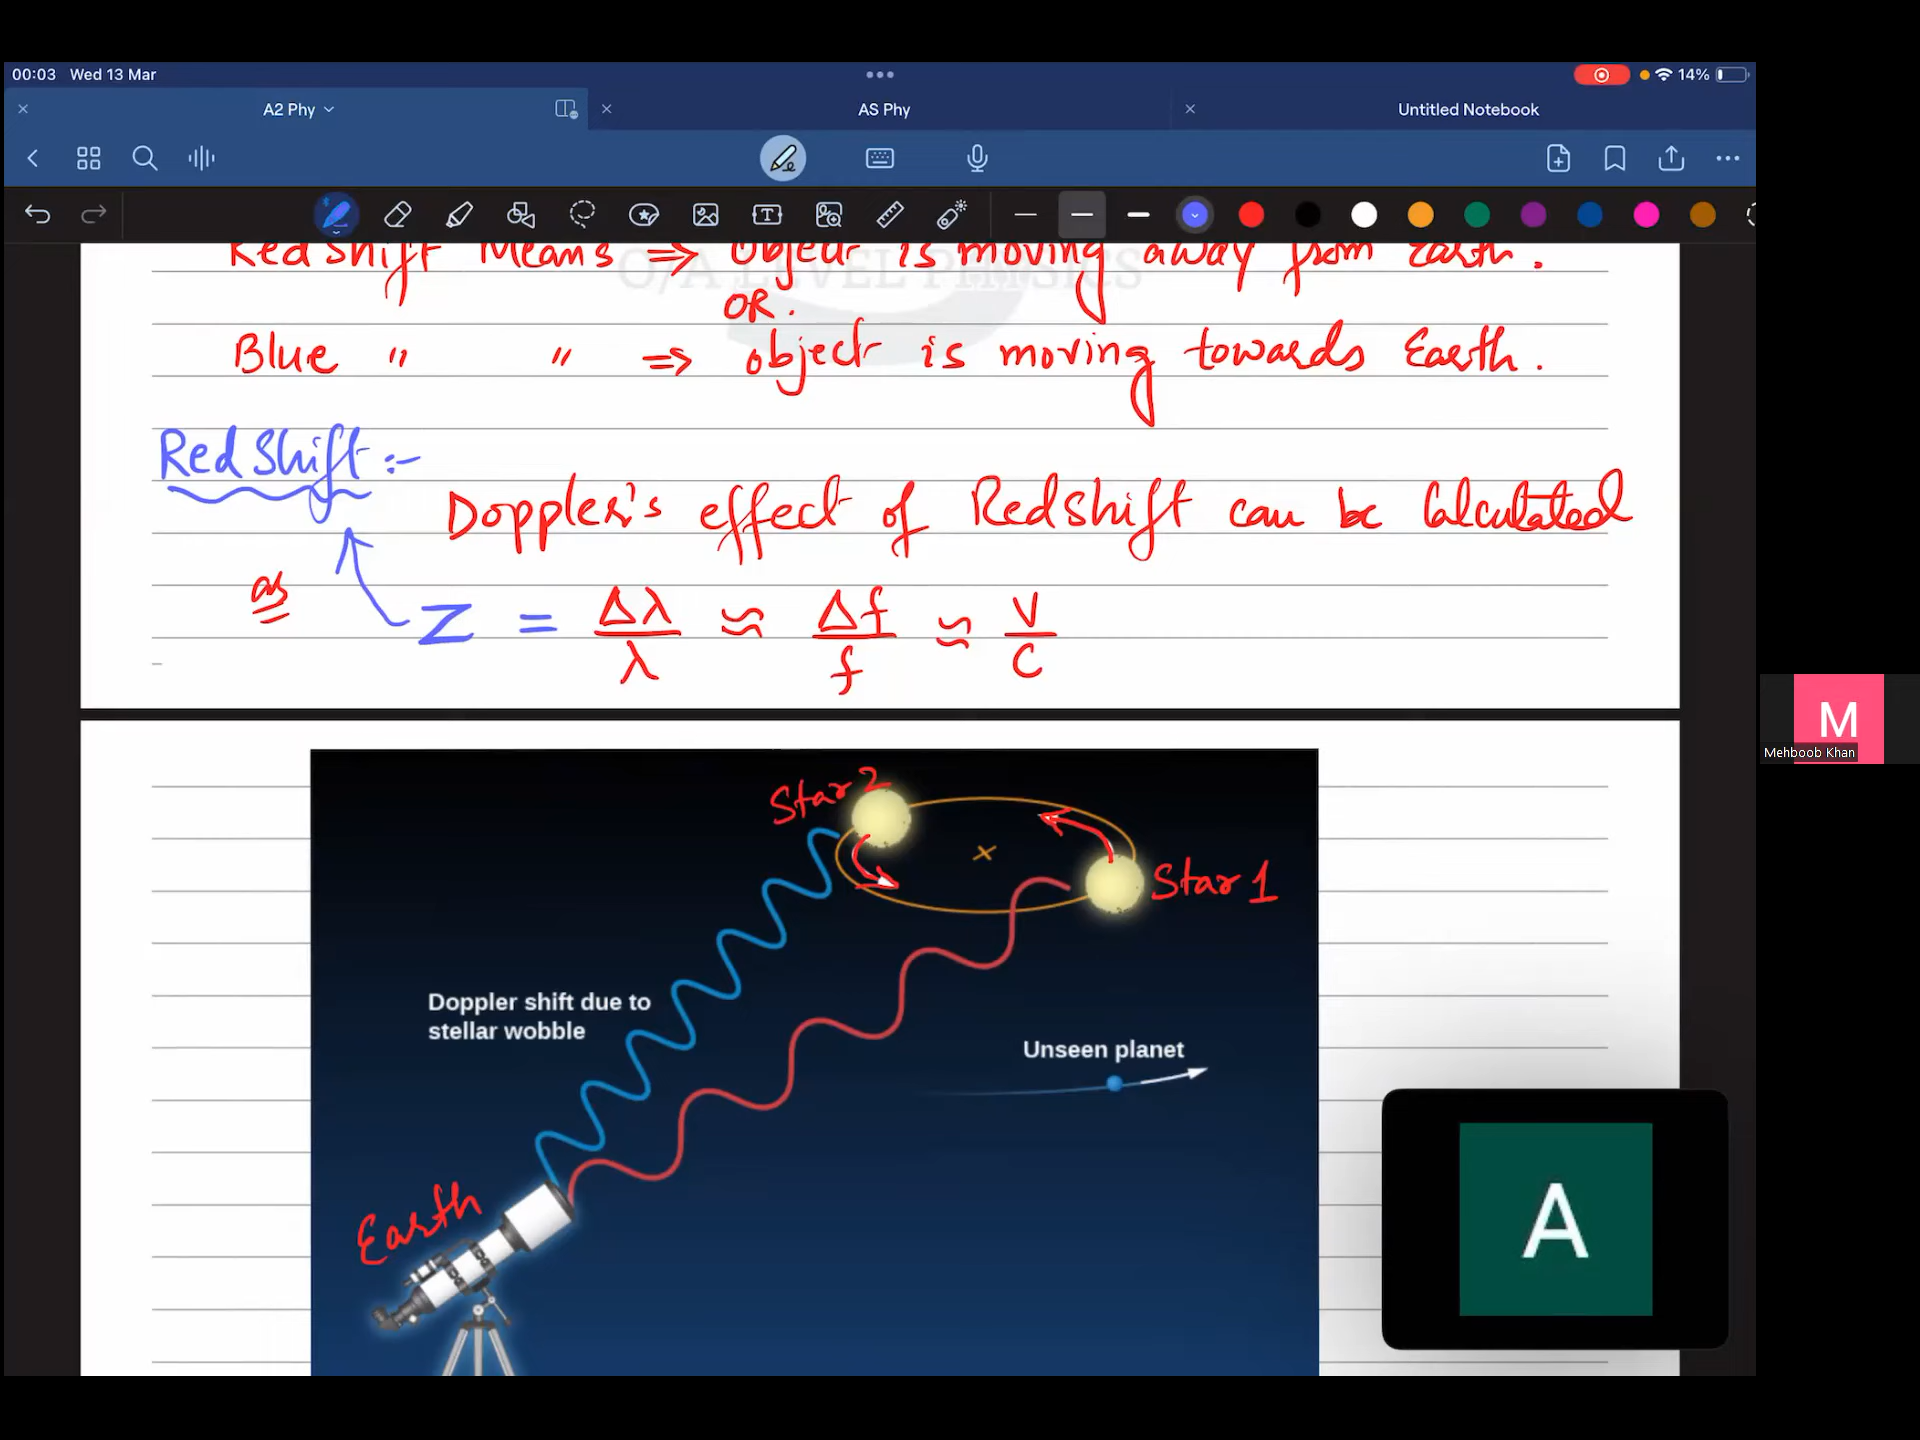 00:03 Wed 13 Mar
14%
A2 Phy
AS Phy
Untitled Notebook
O/A LEVEL PHYSICS
Red Shift Means ⇒ Object is moving away from Earth.
OR.
Blue " " ⇒ object is moving towards Earth.
Red Shift :-
Doppler's effect of Redshift can be Calculated
as
Z = Δλ/λ ≈ Δf/f ≈ v/c
Star 2
Star 1
Doppler shift due to
stellar wobble
Unseen planet
Earth
M
Mehboob Khan
A